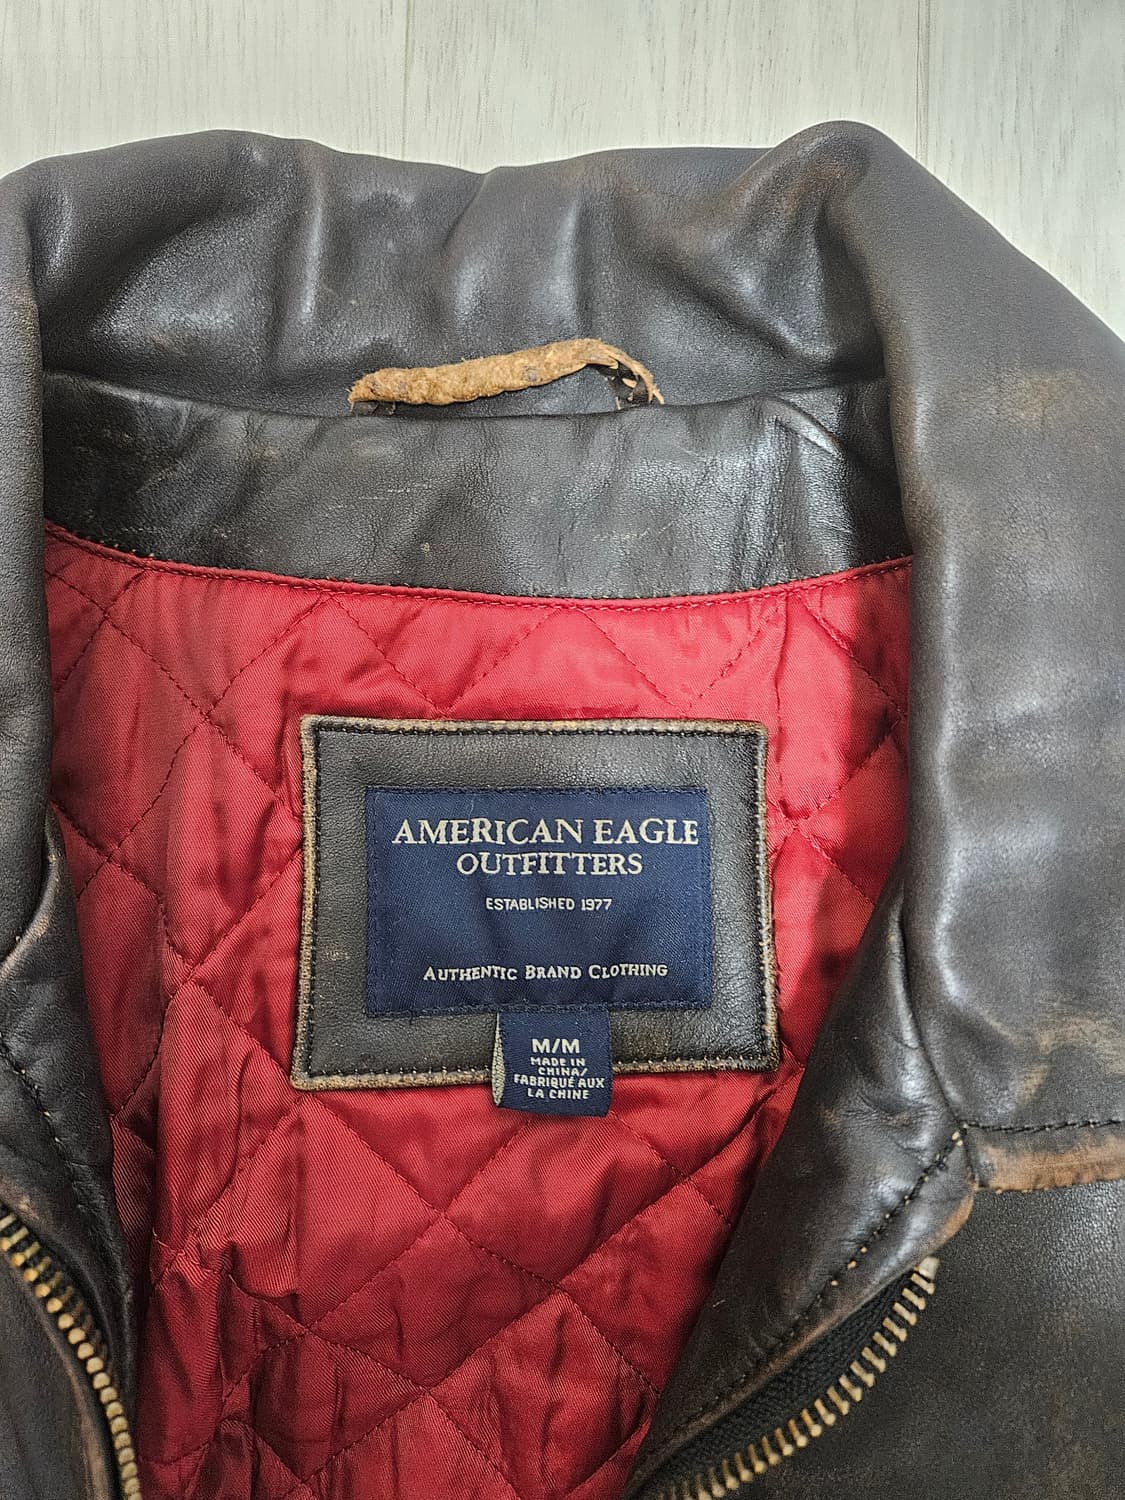 AMERICAN EAGLE
OUTFITTERS
ESTABLISHED 1977
AUTHENTIC BRAND CLOTHING
M/M
MADE IN
CHINA/
FABRIQUÉ AUX
LA CHINE